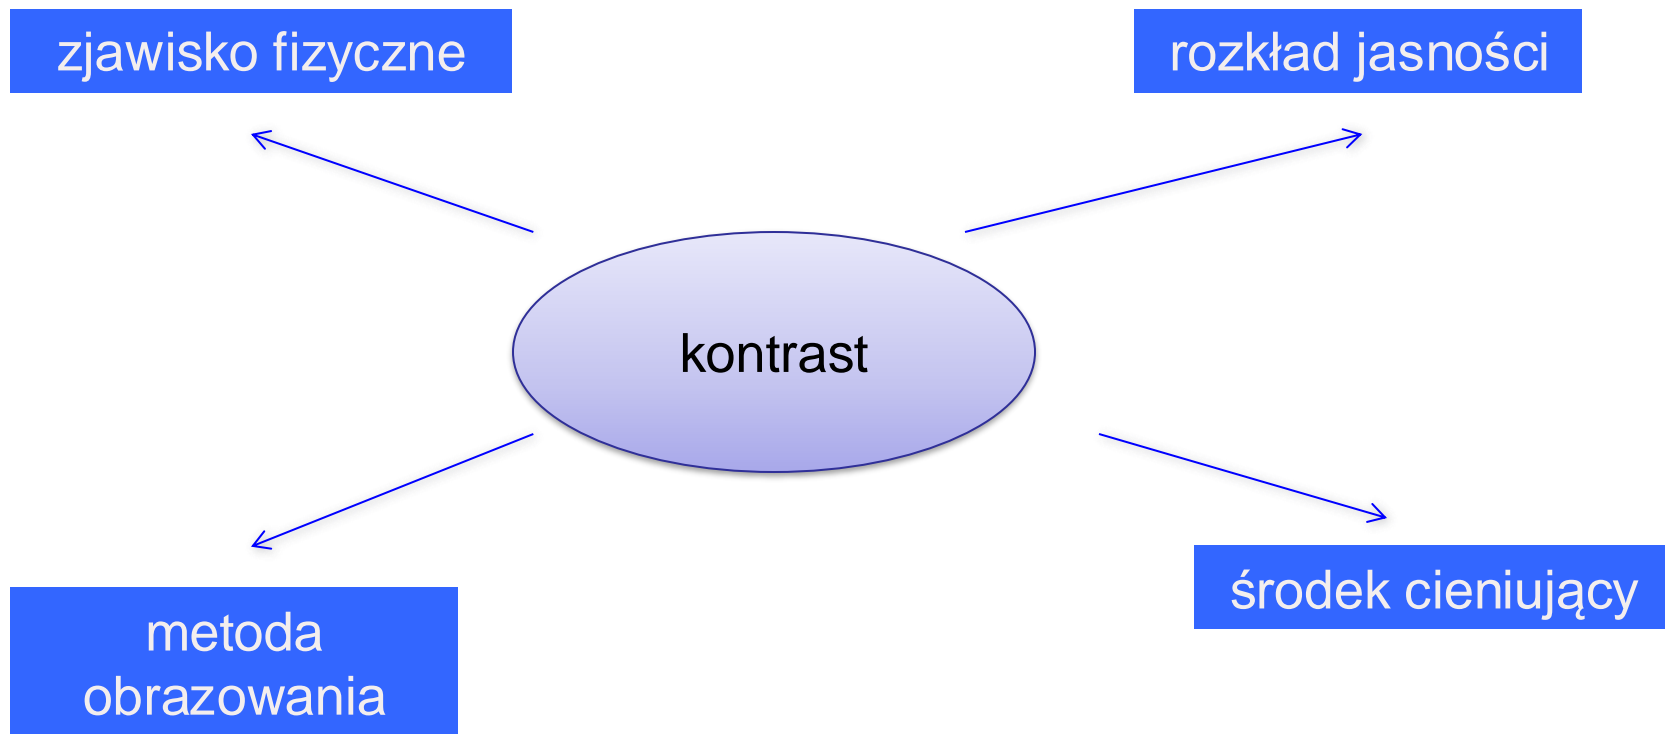 zjawisko fizyczne
rozkład jasności
kontrast
środek cieniujący
metoda
obrazowania